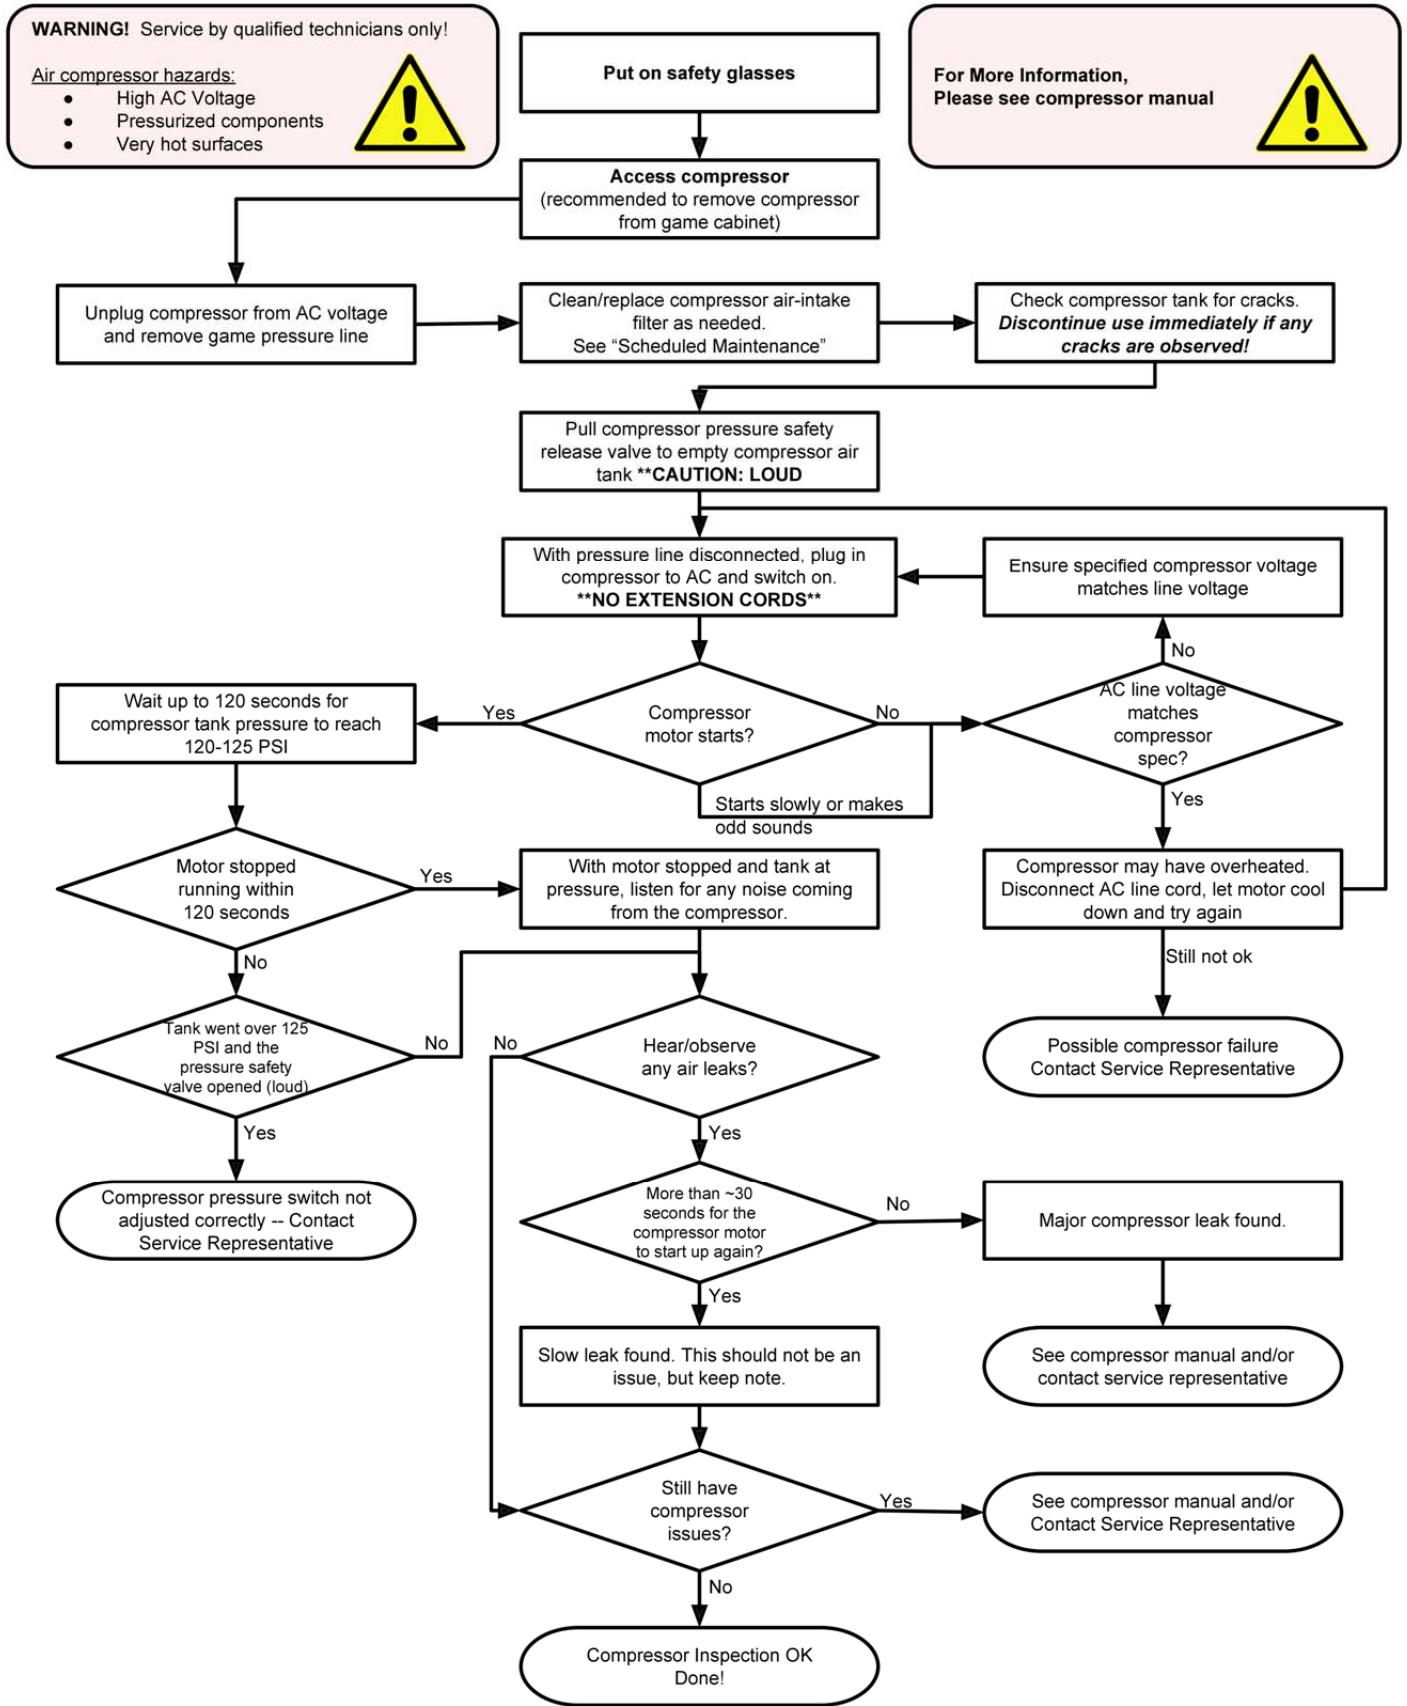 WARNING! Service by qualified technicians only!
Air compressor hazards:
● High AC Voltage
● Pressurized components
● Very hot surfaces
Put on safety glasses
For More Information,
Please see compressor manual
Access compressor
(recommended to remove compressor
from game cabinet)
Unplug compressor from AC voltage
and remove game pressure line
Clean/replace compressor air-intake
filter as needed.
See “Scheduled Maintenance”
Check compressor tank for cracks.
Discontinue use immediately if any
cracks are observed!
Pull compressor pressure safety
release valve to empty compressor air
tank **CAUTION: LOUD
With pressure line disconnected, plug in
compressor to AC and switch on.
**NO EXTENSION CORDS**
Ensure specified compressor voltage
matches line voltage
No
Wait up to 120 seconds for
compressor tank pressure to reach
120-125 PSI
Yes
Compressor
motor starts?
No
AC line voltage
matches
compressor
spec?
Starts slowly or makes
odd sounds
Yes
Motor stopped
running within
120 seconds
Yes
With motor stopped and tank at
pressure, listen for any noise coming
from the compressor.
Compressor may have overheated.
Disconnect AC line cord, let motor cool
down and try again
No
Still not ok
Tank went over 125
PSI and the
pressure safety
valve opened (loud)
No
No
Hear/observe
any air leaks?
Possible compressor failure
Contact Service Representative
Yes
Yes
Compressor pressure switch not
adjusted correctly -- Contact
Service Representative
More than ~30
seconds for the
compressor motor
to start up again?
No
Major compressor leak found.
Yes
Slow leak found. This should not be an
issue, but keep note.
See compressor manual and/or
contact service representative
Still have
compressor
issues?
Yes
See compressor manual and/or
Contact Service Representative
No
Compressor Inspection OK
Done!